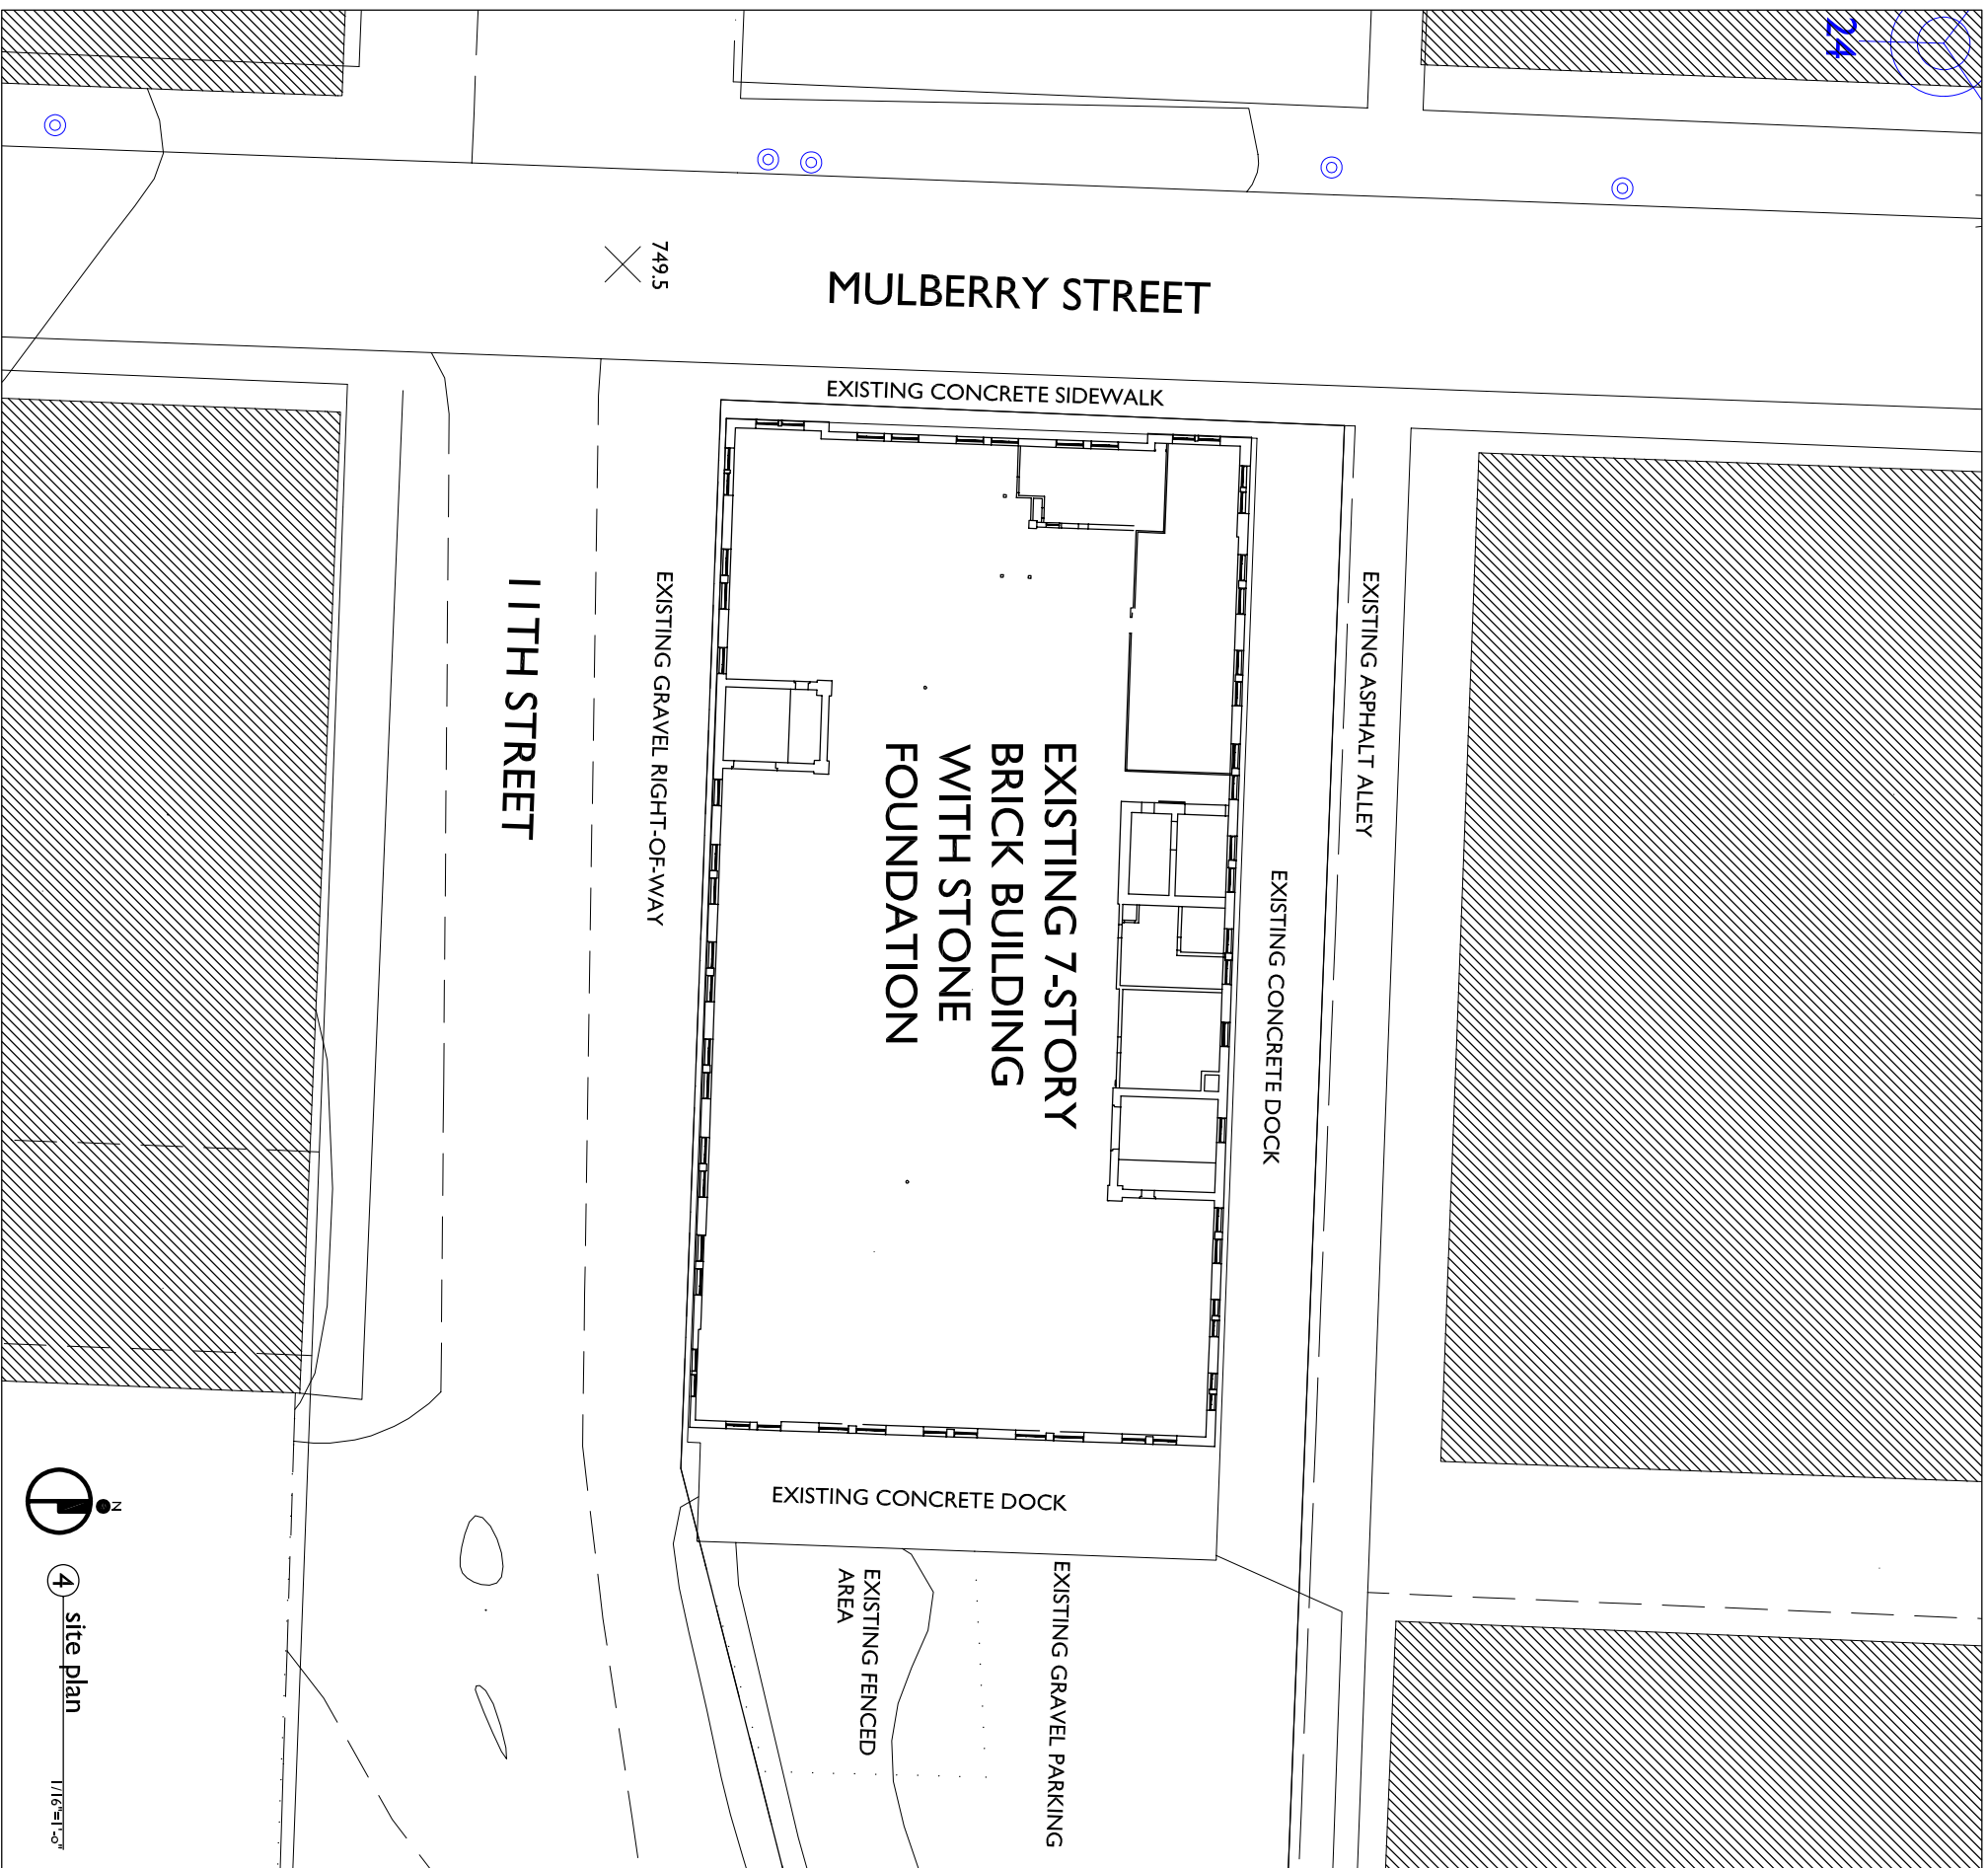 24
749.5
MULBERRY STREET
EXISTING CONCRETE SIDEWALK
11TH STREET
EXISTING GRAVEL RIGHT-OF-WAY
EXISTING 7-STORY
BRICK BUILDING
WITH STONE
FOUNDATION
EXISTING ASPHALT ALLEY
EXISTING CONCRETE DOCK
EXISTING CONCRETE DOCK
EXISTING FENCED
AREA
EXISTING GRAVEL PARKING
N
4 site plan
1/16"=1'-0"